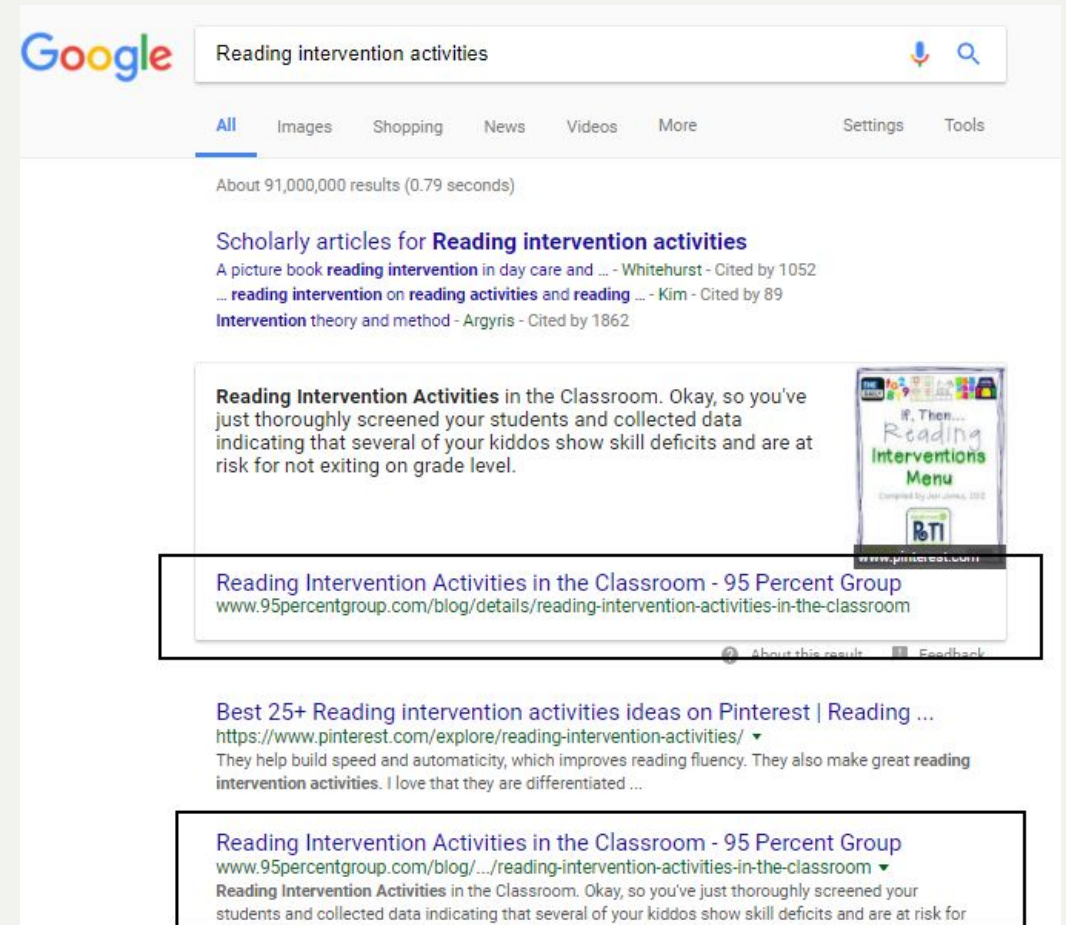 Google
Reading intervention activities
All Images Shopping News Videos More Settings Tools
About 91,000,000 results (0.79 seconds)
Scholarly articles for Reading intervention activities
A picture book reading intervention in day care and ... - Whitehurst - Cited by 1052
... reading intervention on reading activities and reading ... - Kim - Cited by 89
Intervention theory and method - Argyris - Cited by 1862
Reading Intervention Activities in the Classroom. Okay, so you've
just thoroughly screened your students and collected data
indicating that several of your kiddos show skill deficits and are at
risk for not exiting on grade level.
If, Then...
Reading
Interventions
Menu
RTI
www.pinterest.com
Reading Intervention Activities in the Classroom - 95 Percent Group
www.95percentgroup.com/blog/details/reading-intervention-activities-in-the-classroom
About this result Feedback
Best 25+ Reading intervention activities ideas on Pinterest | Reading ...
https://www.pinterest.com/explore/reading-intervention-activities/
They help build speed and automaticity, which improves reading fluency. They also make great reading
intervention activities. I love that they are differentiated ...
Reading Intervention Activities in the Classroom - 95 Percent Group
www.95percentgroup.com/blog/.../reading-intervention-activities-in-the-classroom
Reading Intervention Activities in the Classroom. Okay, so you've just thoroughly screened your
students and collected data indicating that several of your kiddos show skill deficits and are at risk for